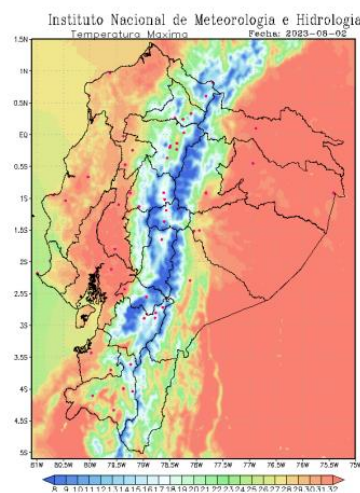 Instituto Nacional de Meteorologia e Hidrologia
Temperatura Maxima Fecha: 2023-08-02
1.5N
1N
0.5N
EQ
0.5S
1S
1.5S
2S
2.5S
3S
3.5S
4S
4.5S
5S
81W 80.5W 80W 79.5W 79W 78.5W 78W 77.5W 77W 76.5W 76W 75.5W 75W
8 9 10 11 12 13 14 15 16 17 18 19 20 21 22 23 24 25 26 27 28 29 30 31 32